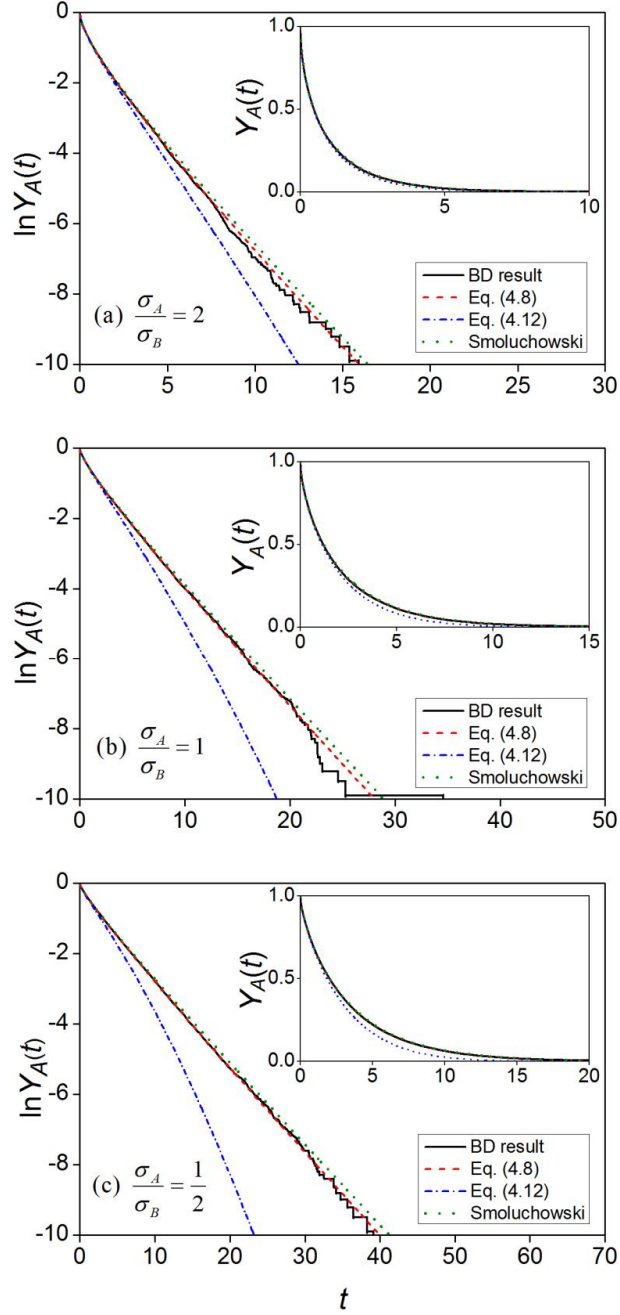 0
-2
-4
-6
-8
-10
ln Y_A(t)
0 5 10 15 20 25 30
(a) σ_A/σ_B = 2
Y_A(t)
1.0
0.5
0.0
0 5 10
BD result
Eq. (4.8)
Eq. (4.12)
Smoluchowski
0
-2
-4
-6
-8
-10
ln Y_A(t)
0 10 20 30 40 50
(b) σ_A/σ_B = 1
Y_A(t)
1.0
0.5
0.0
0 5 10 15
BD result
Eq. (4.8)
Eq. (4.12)
Smoluchowski
0
-2
-4
-6
-8
-10
ln Y_A(t)
0 10 20 30 40 50 60 70
(c) σ_A/σ_B = 1/2
Y_A(t)
1.0
0.5
0.0
0 5 10 15 20
BD result
Eq. (4.8)
Eq. (4.12)
Smoluchowski
t